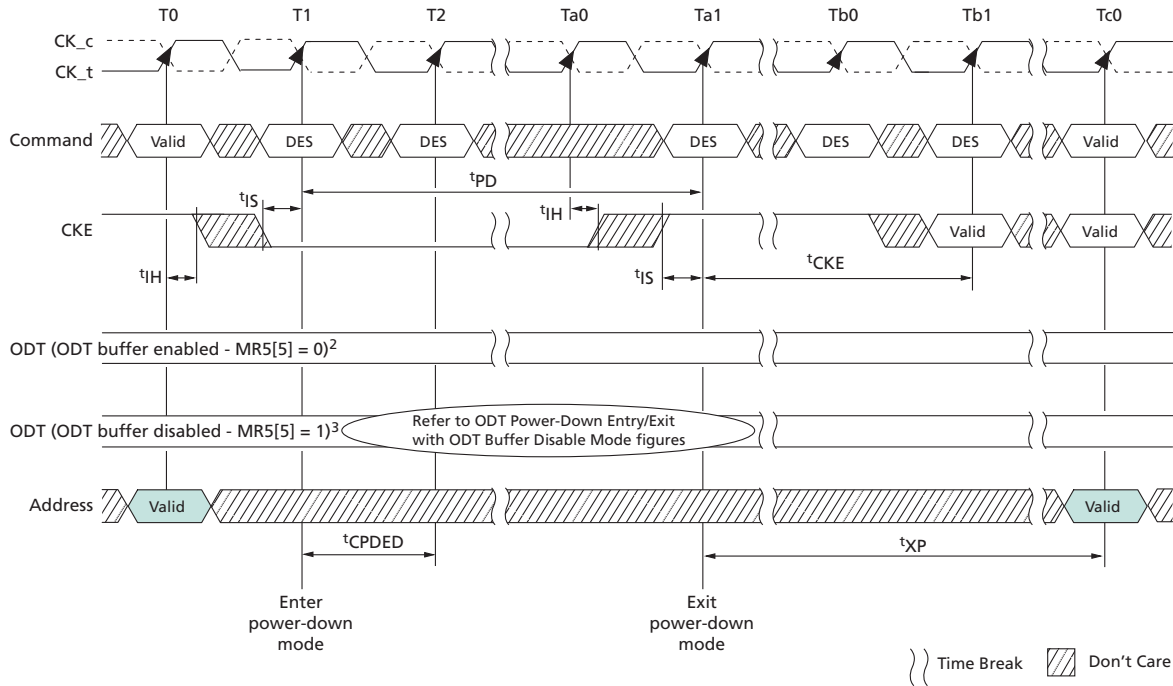 T0 T1 T2 Ta0 Ta1 Tb0 Tb1 Tc0
CK_c
CK_t
Command Valid DES DES DES DES DES Valid
tPD
tIS
tIH
CKE Valid Valid
tIH
tIS
tCKE
ODT (ODT buffer enabled - MR5[5] = 0)2
ODT (ODT buffer disabled - MR5[5] = 1)3
Refer to ODT Power-Down Entry/Exit
with ODT Buffer Disable Mode figures
Address Valid Valid
tCPDED
tXP
Enter
power-down
mode
Exit
power-down
mode
Time Break Don't Care